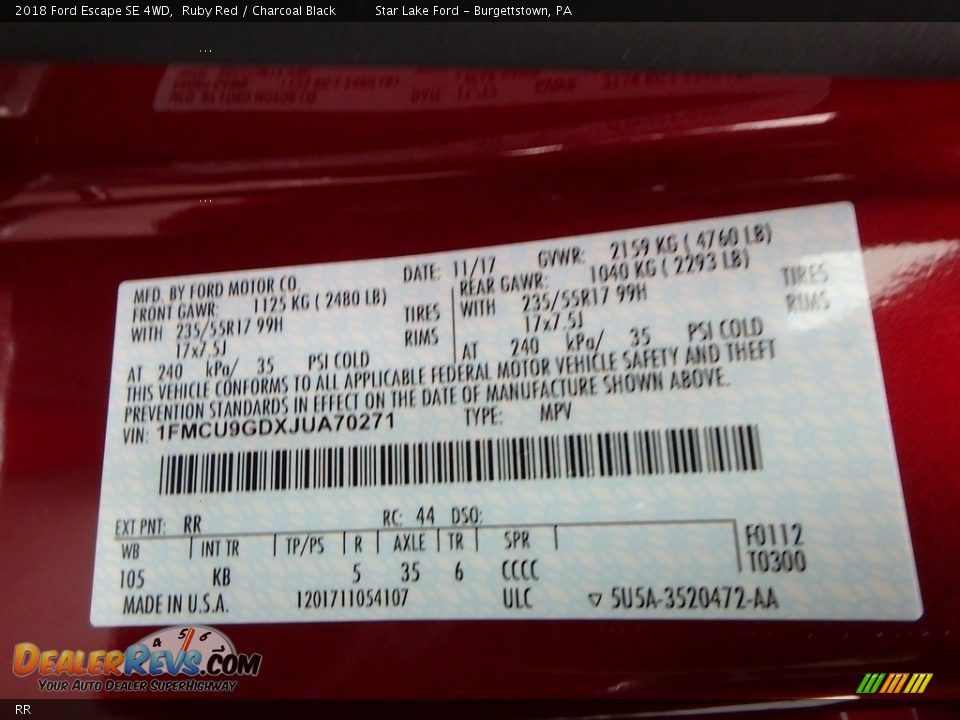 2018 Ford Escape SE 4WD, Ruby Red / Charcoal Black Star Lake Ford - Burgettstown, PA
MFD. BY FORD MOTOR CO. DATE: 11/17 GVWR: 2159 KG ( 4760 LB)
FRONT GAWR: 1125 KG ( 2480 LB) REAR GAWR: 1040 KG ( 2293 LB)
WITH 235/55R17 99H TIRES WITH 235/55R17 99H TIRES
17x7.5J RIMS 17x7.5J RIMS
AT 240 kPa/ 35 PSI COLD AT 240 kPa/ 35 PSI COLD
THIS VEHICLE CONFORMS TO ALL APPLICABLE FEDERAL MOTOR VEHICLE SAFETY AND THEFT
PREVENTION STANDARDS IN EFFECT ON THE DATE OF MANUFACTURE SHOWN ABOVE.
VIN: 1FMCU9GDXJUA70271 TYPE: MPV
EXT PNT: RR RC: 44 DSO:
WB INT TR TP/PS R AXLE TR SPR F0112
105 KB 5 35 6 CCCC T0300
MADE IN U.S.A. 1201711054107 ULC ▽ 5U5A-3520472-AA
4 5 6
DEALERREVS.COM
YOUR AUTO DEALER SUPERHIGHWAY
RR